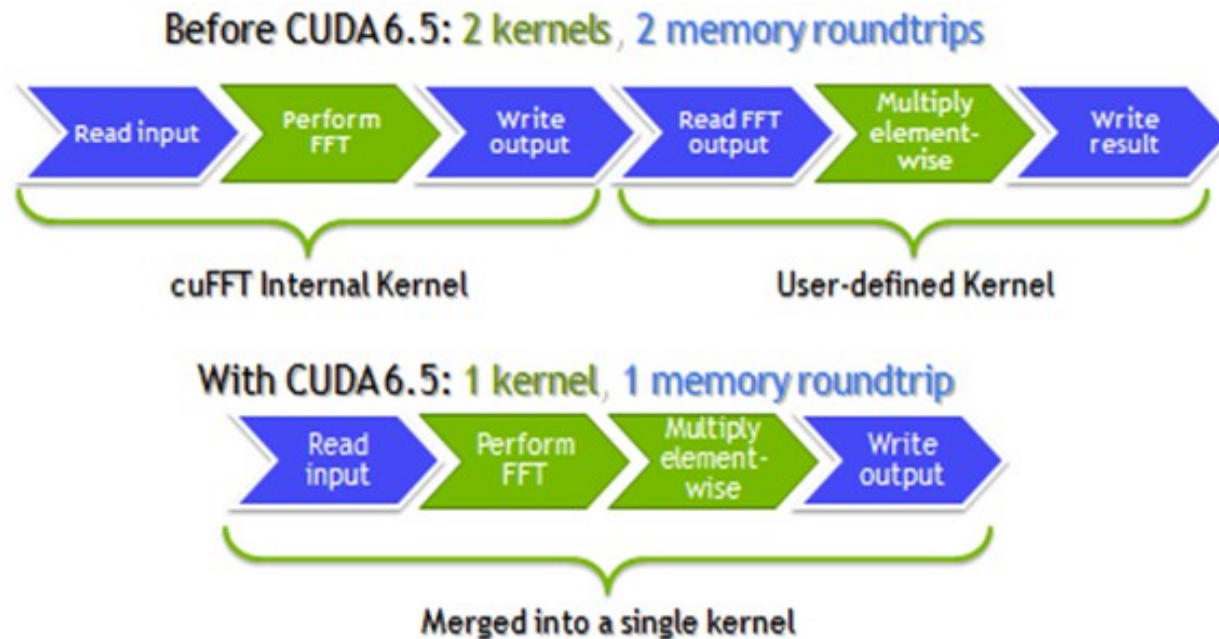 Before CUDA 6.5: 2 kernels, 2 memory roundtrips
Read input
Perform
FFT
Write
output
Read FFT
output
Multiply
element-
wise
Write
result
cuFFT Internal Kernel
User-defined Kernel
With CUDA 6.5: 1 kernel, 1 memory roundtrip
Read
input
Perform
FFT
Multiply
element-
wise
Write
output
Merged into a single kernel